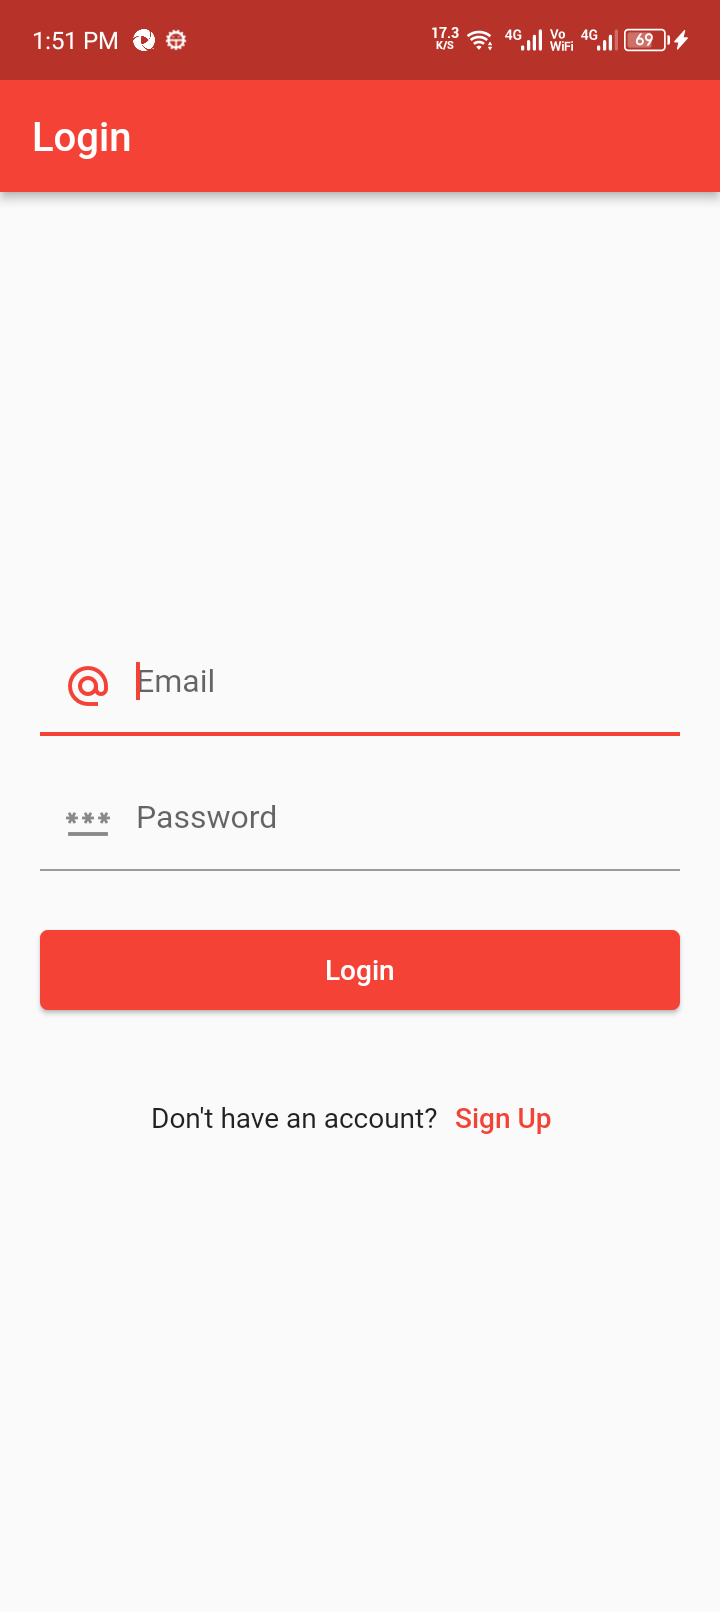 1:51 PM 17.3 K/S 4G Vo WiFi 4G 69
Login
Email
*** Password
Login
Don't have an account? Sign Up